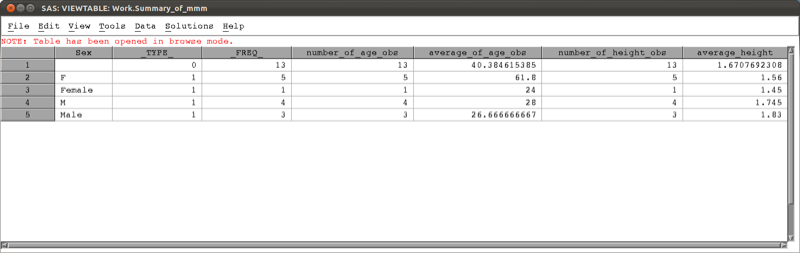 SAS: VIEWTABLE: Work.Summary_of_mmm
File Edit View Tools Data Solutions Help
NOTE: Table has been opened in browse mode.
Sex _TYPE_ _FREQ_ number_of_age_obs average_of_age_obs number_of_height_obs average_height
1 0 13 13 40.384615385 13 1.6707692308
2 F 1 5 5 61.8 5 1.56
3 Female 1 1 1 24 1 1.45
4 M 1 4 4 28 4 1.745
5 Male 1 3 3 26.666666667 3 1.83